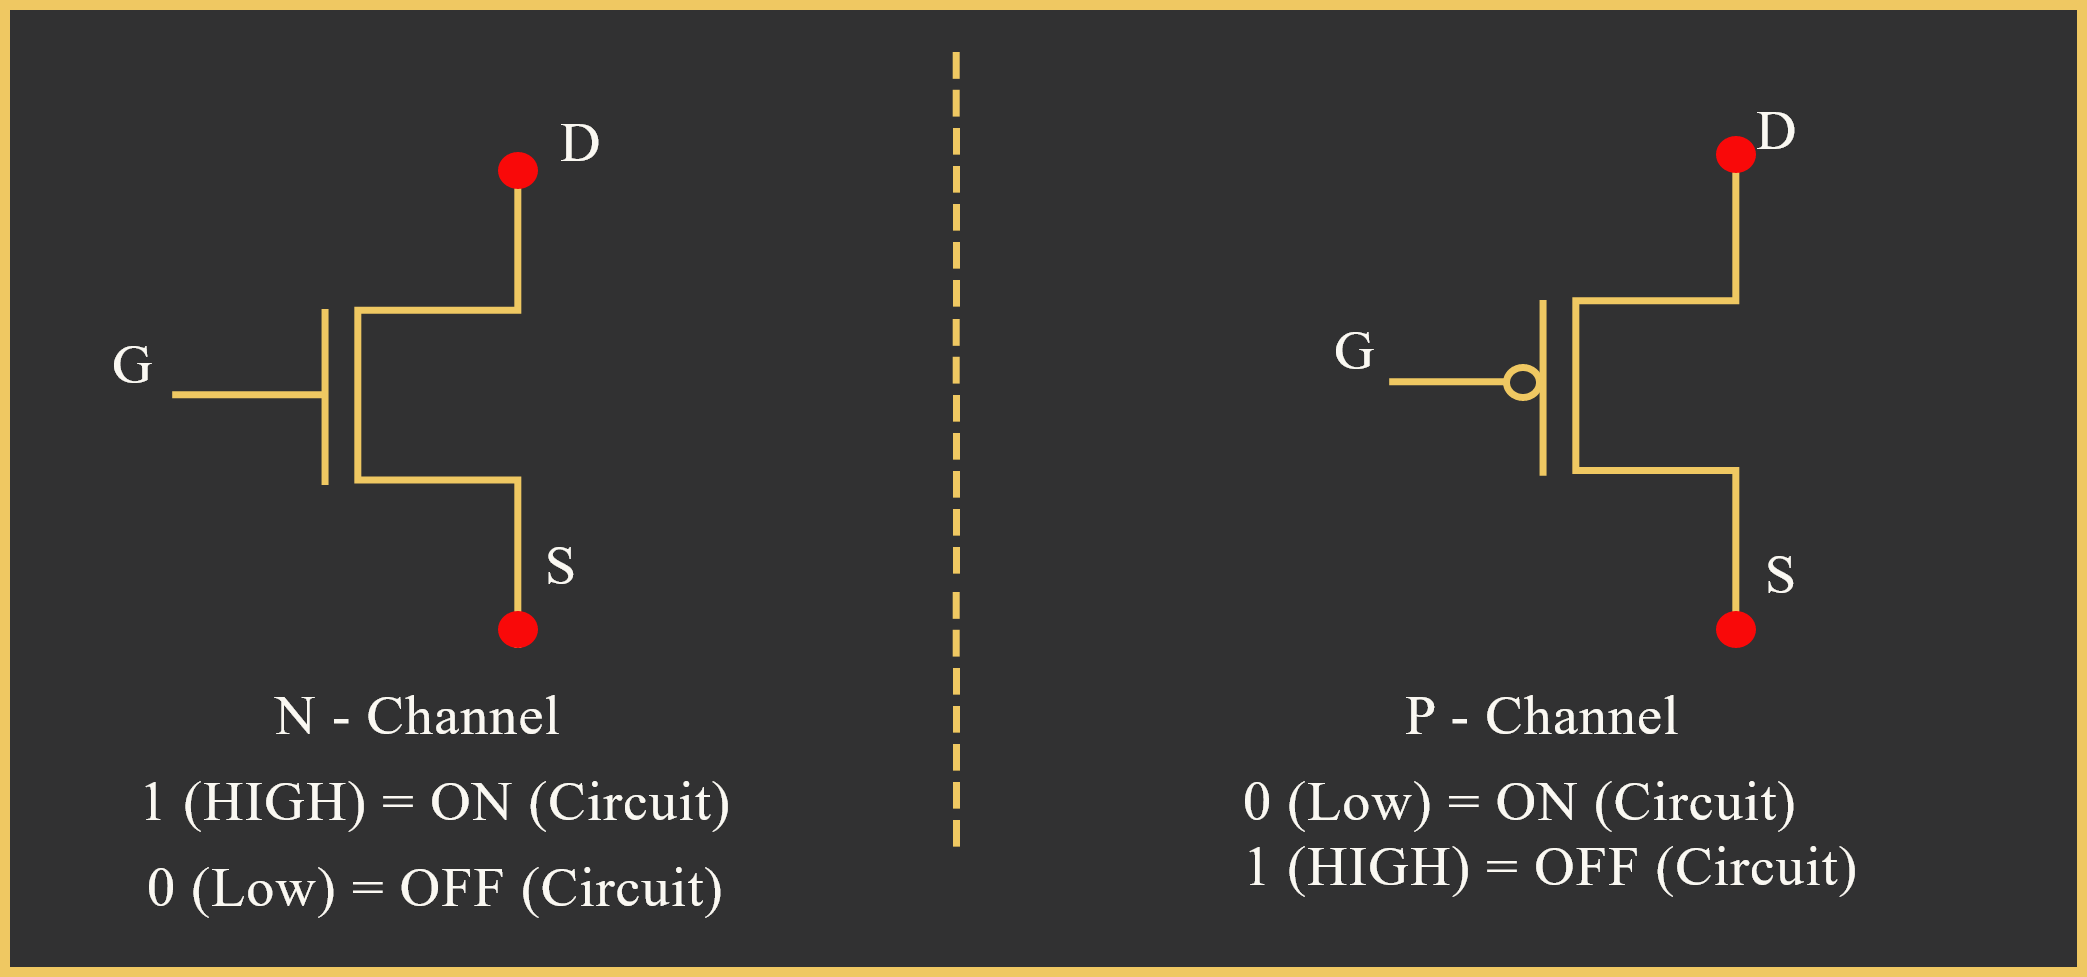 D
G
S
N - Channel
1 (HIGH) = ON (Circuit)
0 (Low) = OFF (Circuit)
D
G
S
P - Channel
0 (Low) = ON (Circuit)
1 (HIGH) = OFF (Circuit)